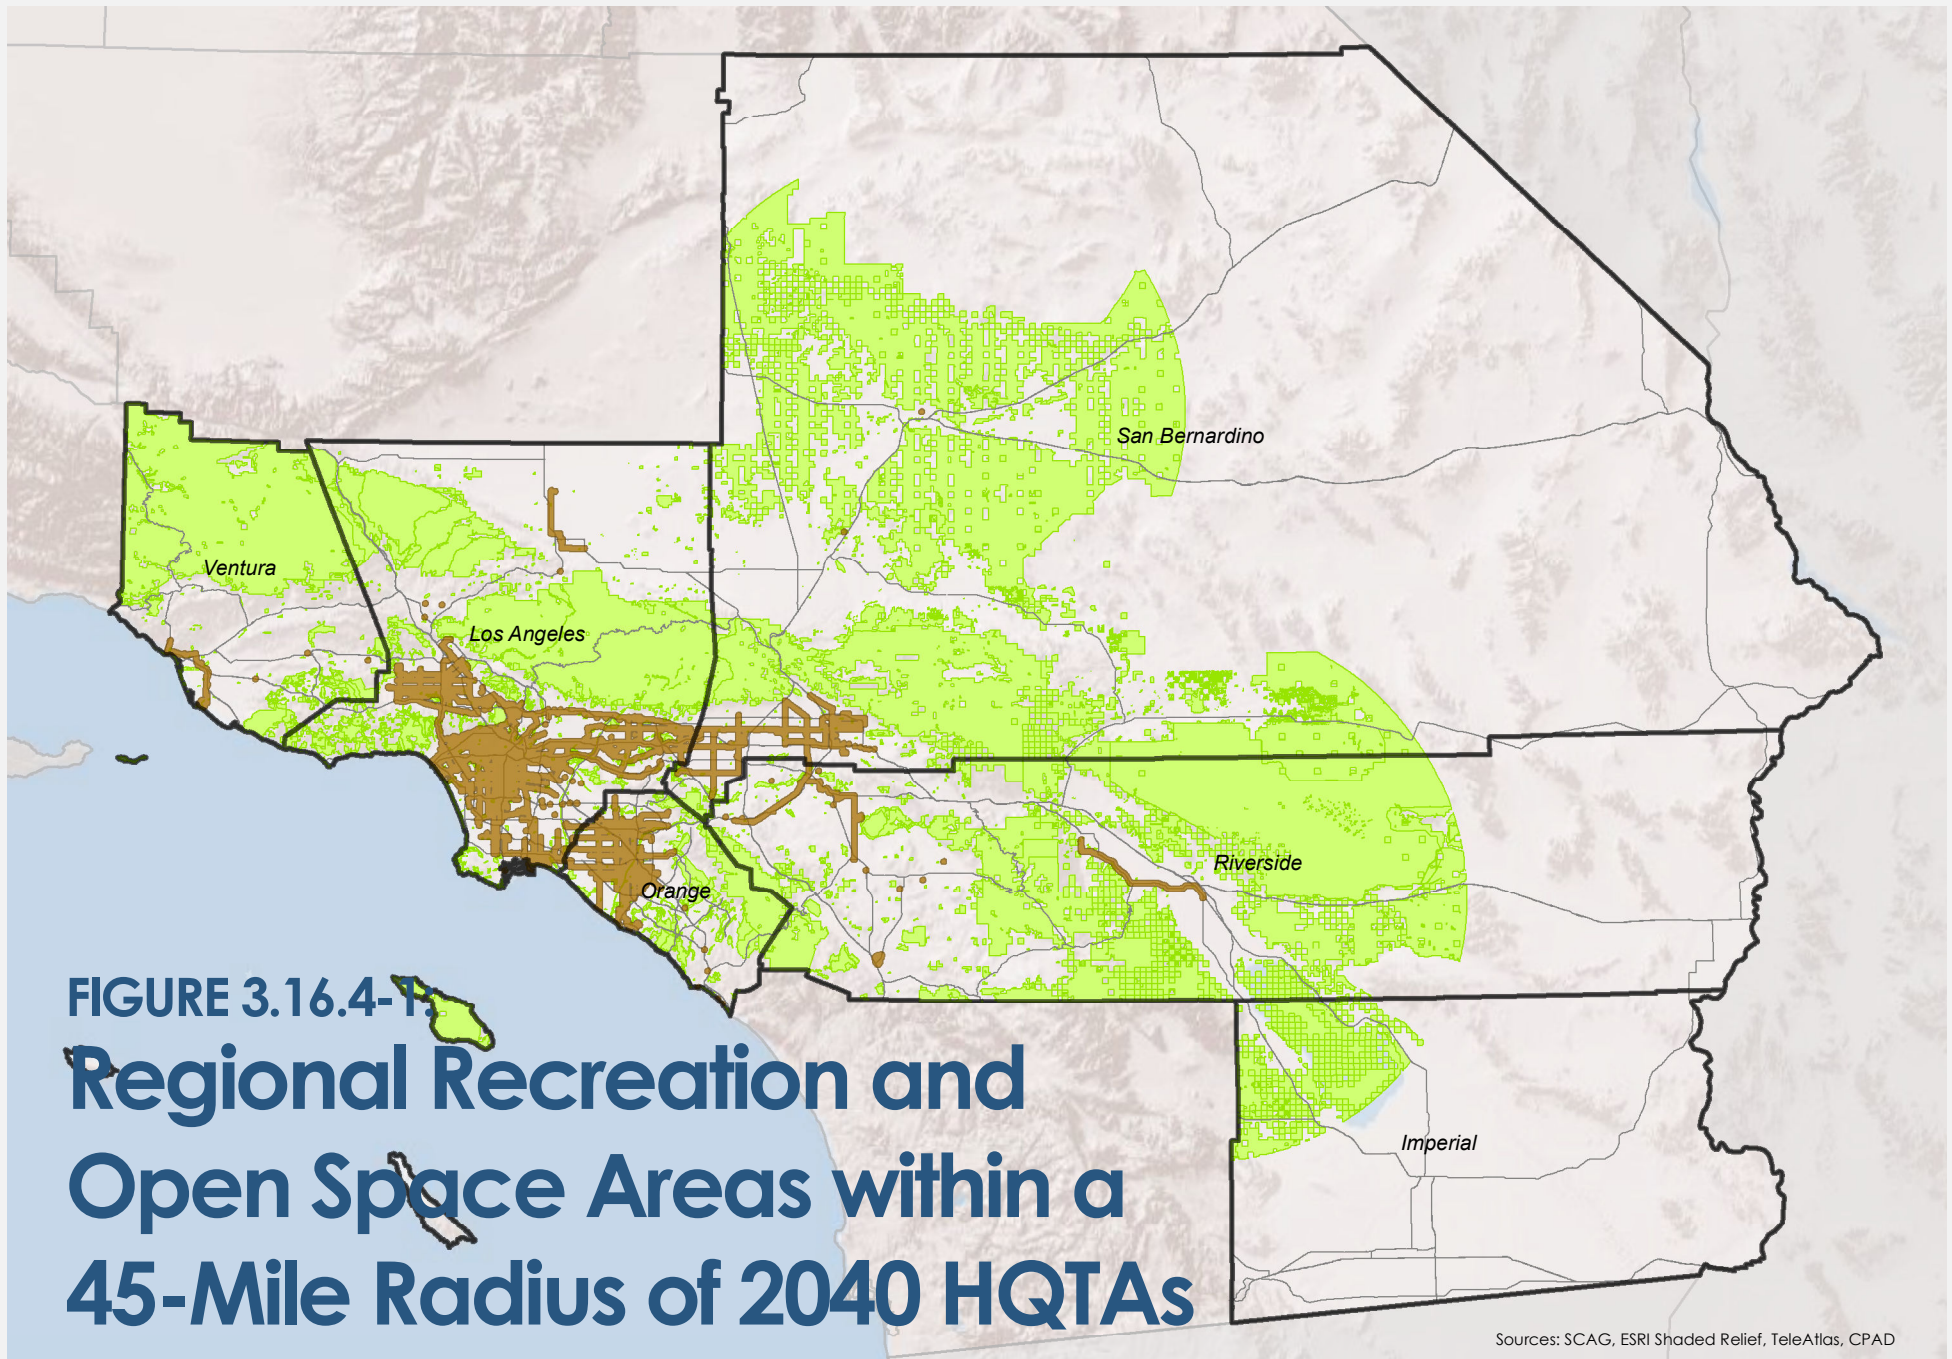 San Bernardino
Ventura
Los Angeles
Riverside
Orange
Imperial
FIGURE 3.16.4-1:
Regional Recreation and
Open Space Areas within a
45-Mile Radius of 2040 HQTAs
Sources: SCAG, ESRI Shaded Relief, TeleAtlas, CPAD